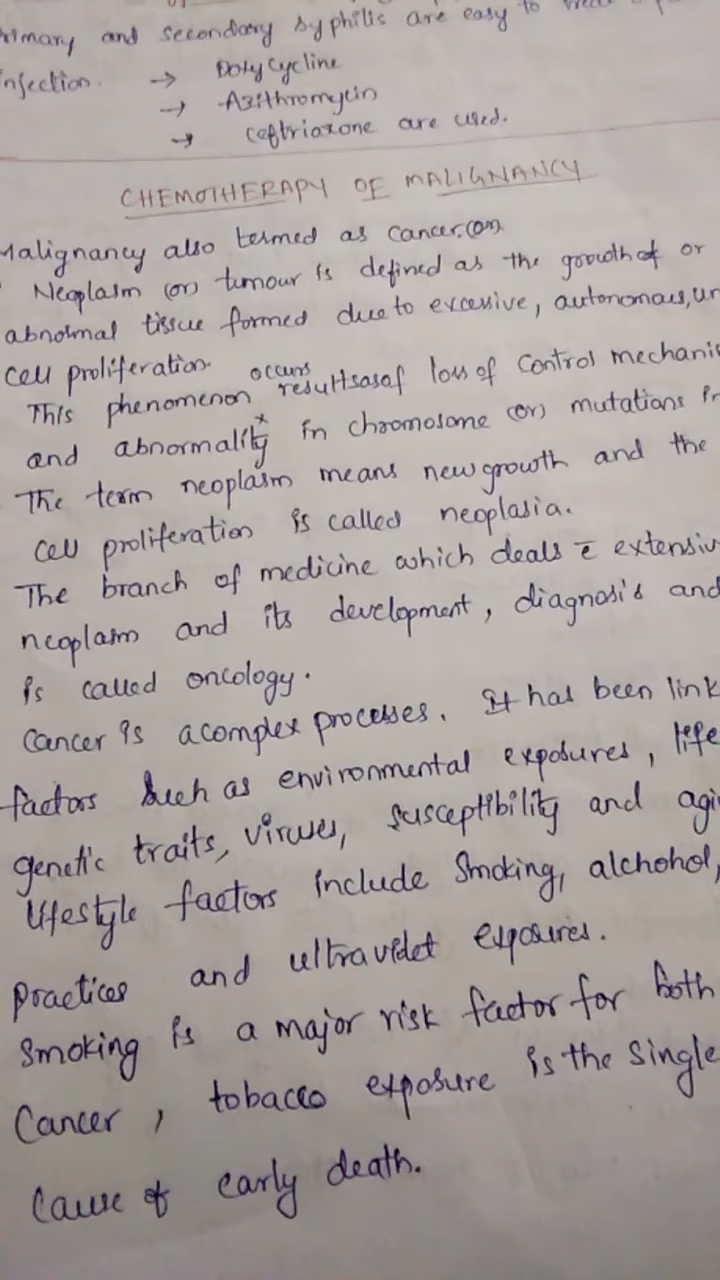 rimary and secondary syphilis are easy to
nfection. → Doxycycline
→ Azithromycin
→ Ceftriaxone are used.
CHEMOTHERAPY OF MALIGNANCY
Malignancy also termed as cancer (or)
Neoplasm (or) tumour is defined as the growth of or
abnormal tissue formed due to excessive, autonomous, un
cell proliferation.
This phenomenon occurs resultsasof loss of control mechanis
and abnormality in chromosome (or) mutations in
The term neoplasm means new growth and the
cell proliferation is called neoplasia.
The branch of medicine which deals c̄ extensiv
neoplasm and its development, diagnosis and
is called oncology.
Cancer is a complex processes. It has been link
factors such as environmental exposures, life
genetic traits, viruses, susceptibility and agi
lifestyle factors include smoking, alchohol,
practices and ultraviolet exposures.
Smoking is a major risk factor for both
Cancer, tobacco exposure is the single
cause of early death.